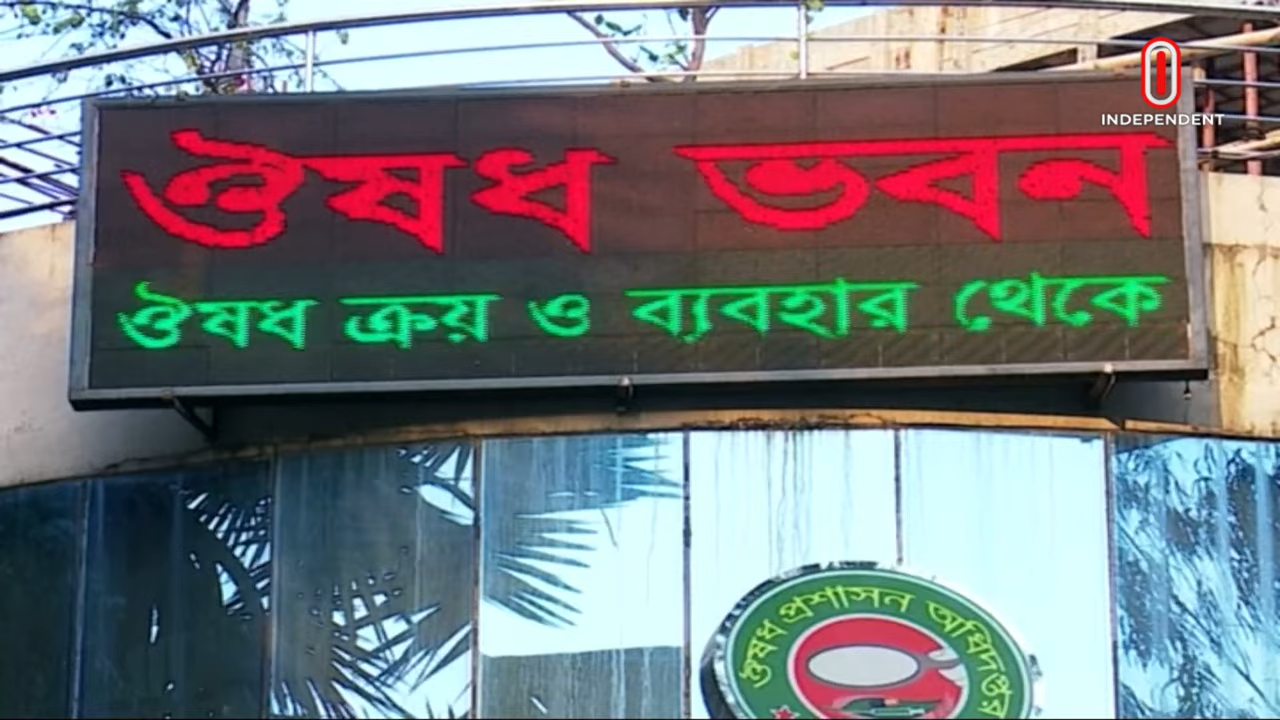 INDEPENDENT
ঔষধ ভবন
ঔষধ ক্রয় ও ব্যবহার থেকে
ঔষধ প্রশাসন অধিদপ্তর